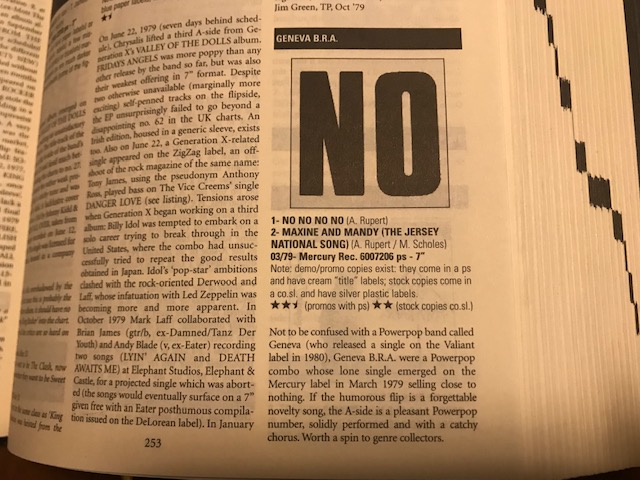 On June 22, 1979 (seven days behind sched-
ule), Chrysalis lifted a third A-side from Ge-
neration X's VALLEY OF THE DOLLS album.
FRIDAYS ANGELS was more poppy than any
other release by the band so far, but was also
their weakest offering in 7" format. Despite
two otherwise unavailable (marginally more
exciting) self-penned tracks on the flipside,
the EP unsurprisingly failed to go beyond a
disappointing no. 62 in the UK charts. An
Irish edition, housed in a generic sleeve, exists
too. Also on June 22, a Generation X-related
single appeared on the ZigZag label, an off-
shoot of the rock magazine of the same name:
Tony James, using the pseudonym Anthony
Ross, played bass on The Vice Creems' single
DANGER LOVE (see listing). Tensions arose
when Generation X began working on a third
album: Billy Idol was tempted to embark on a
solo career trying to break through in the
United States, where the combo had unsuc-
cessfully tried to repeat the good results
obtained in Japan. Idol's 'pop-star' ambitions
clashed with the rock-oriented Derwood and
Laff, whose infatuation with Led Zeppelin was
becoming more and more apparent. In
October 1979 Mark Laff collaborated with
Brian James (gtr/b, ex-Damned/Tanz Der
Youth) and Andy Blade (v, ex-Eater) recording
two songs (LYIN' AGAIN and DEATH
AWAITS ME) at Elephant Studios, Elephant &
Castle, for a projected single which was abort-
ed (the songs would eventually surface on a 7"
given free with an Eater posthumous compila-
tion issued on the DeLorean label). In January
253
Jim Green, TP, Oct '79
GENEVA B.R.A.
NO
1- NO NO NO NO (A. Rupert)
2- MAXINE AND MANDY (THE JERSEY
NATIONAL SONG) (A. Rupert / M. Scholes)
03/79- Mercury Rec. 6007206 ps - 7"
Note: demo/promo copies exist: they come in a ps
and have cream "title" labels; stock copies come in
a co.sl. and have silver plastic labels.
(promos with ps) ★★ (stock copies co.sl.)
Not to be confused with a Powerpop band called
Geneva (who released a single on the Valiant
label in 1980), Geneva B.R.A. were a Powerpop
combo whose lone single emerged on the
Mercury label in March 1979 selling close to
nothing. If the humorous flip is a forgettable
novelty song, the A-side is a pleasant Powerpop
number, solidly performed and with a catchy
chorus. Worth a spin to genre collectors.